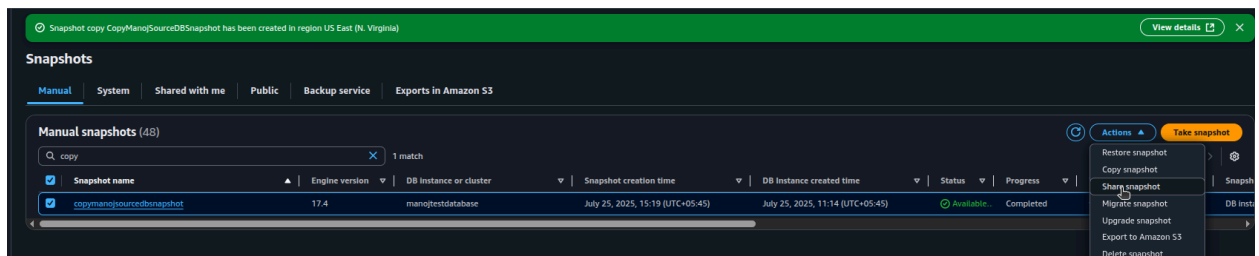 Snapshot copy CopyManojSourceDBSnapshot has been created in region US East (N. Virginia)
View details
Snapshots
Manual System Shared with me Public Backup service Exports in Amazon S3
Manual snapshots (48)
Actions Take snapshot
copy 1 match
Restore snapshot
Copy snapshot
Snapshot name Engine version DB instance or cluster Snapshot creation time DB Instance created time Status Progress Snapsh
Share snapshot
copymanojsourcedbsnapshot 17.4 manojtestdatabase July 25, 2025, 15:19 (UTC+05:45) July 25, 2025, 11:14 (UTC+05:45) Available.. Completed DB insta
Migrate snapshot
Upgrade snapshot
Export to Amazon S3
Delete snapshot